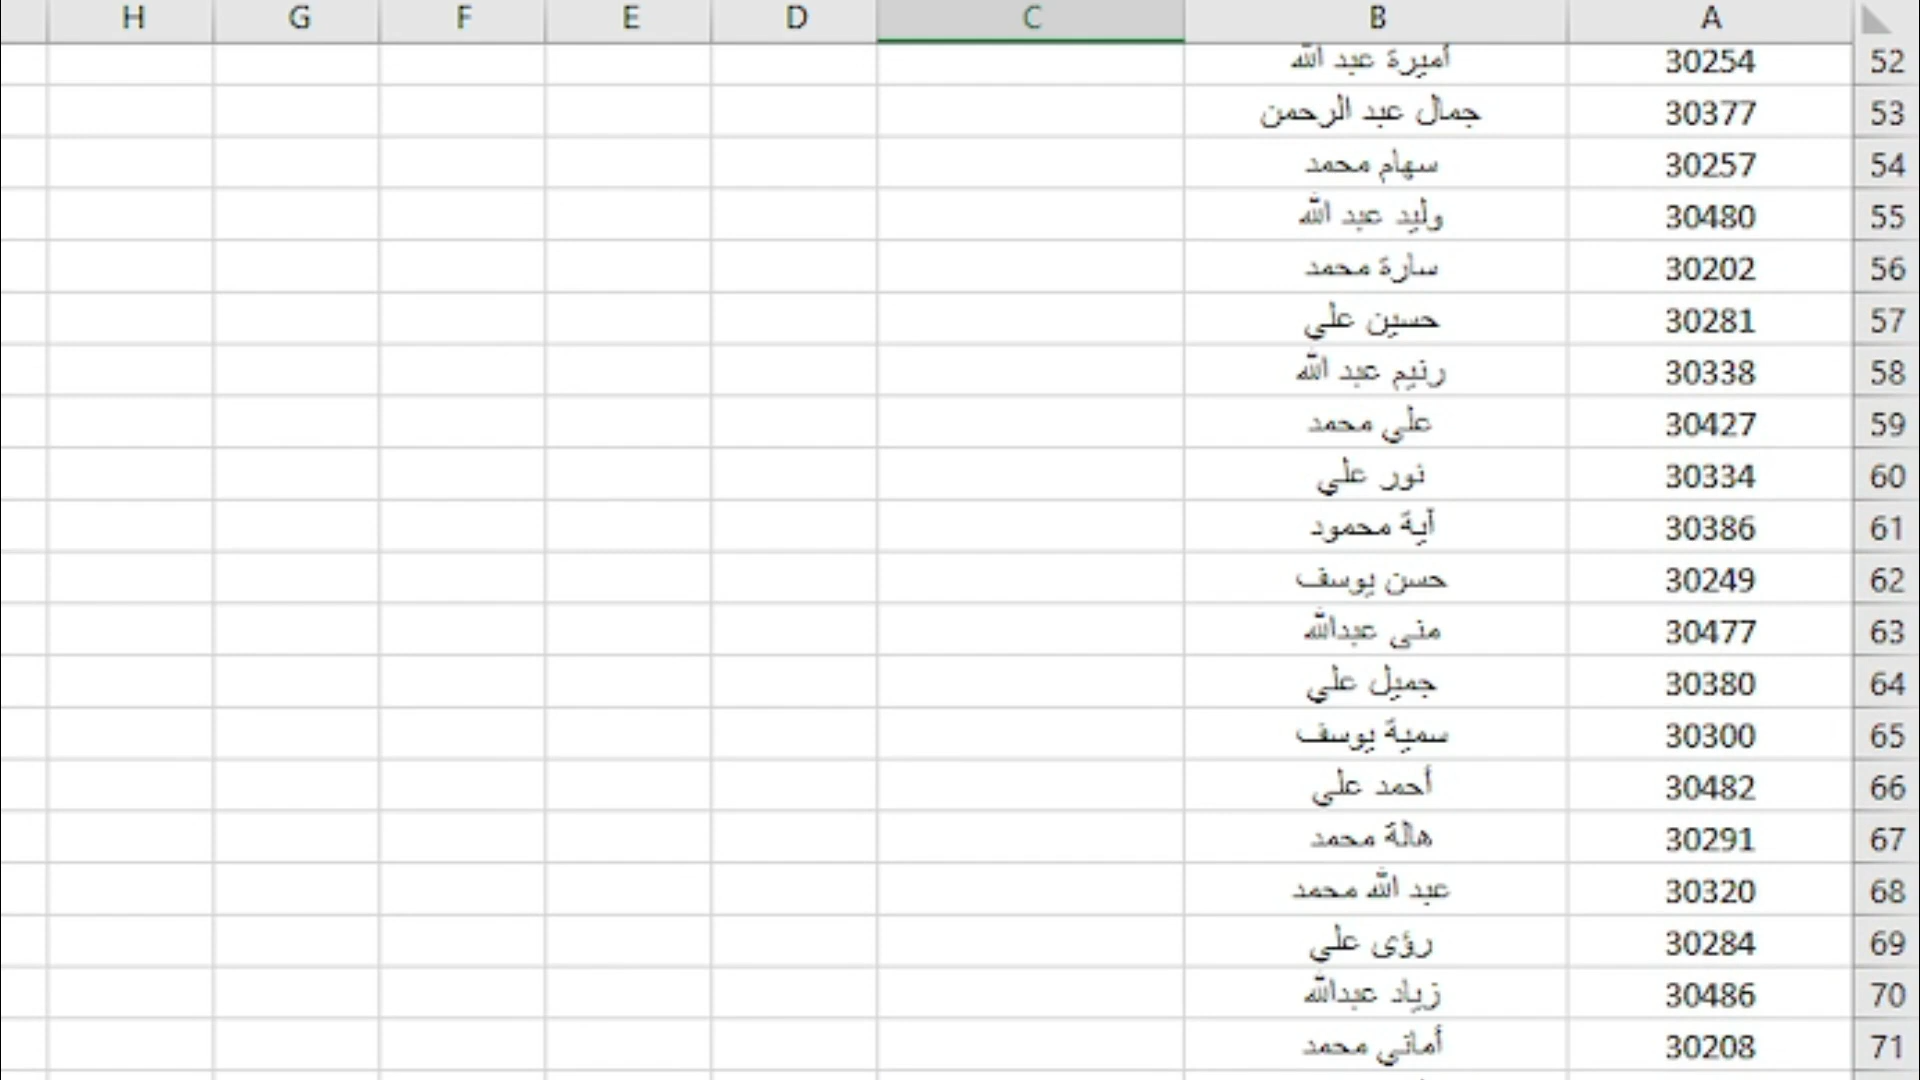 A B C D E F G H
52 30254 أميرة عبد الله
53 30377 جمال عبد الرحمن
54 30257 سهام محمد
55 30480 وليد عبد الله
56 30202 سارة محمد
57 30281 حسين علي
58 30338 رنيم عبد الله
59 30427 علي محمد
60 30334 نور علي
61 30386 آية محمود
62 30249 حسن يوسف
63 30477 منى عبدالله
64 30380 جميل علي
65 30300 سمية يوسف
66 30482 أحمد علي
67 30291 هالة محمد
68 30320 عبد الله محمد
69 30284 رؤى علي
70 30486 زياد عبدالله
71 30208 أماني محمد